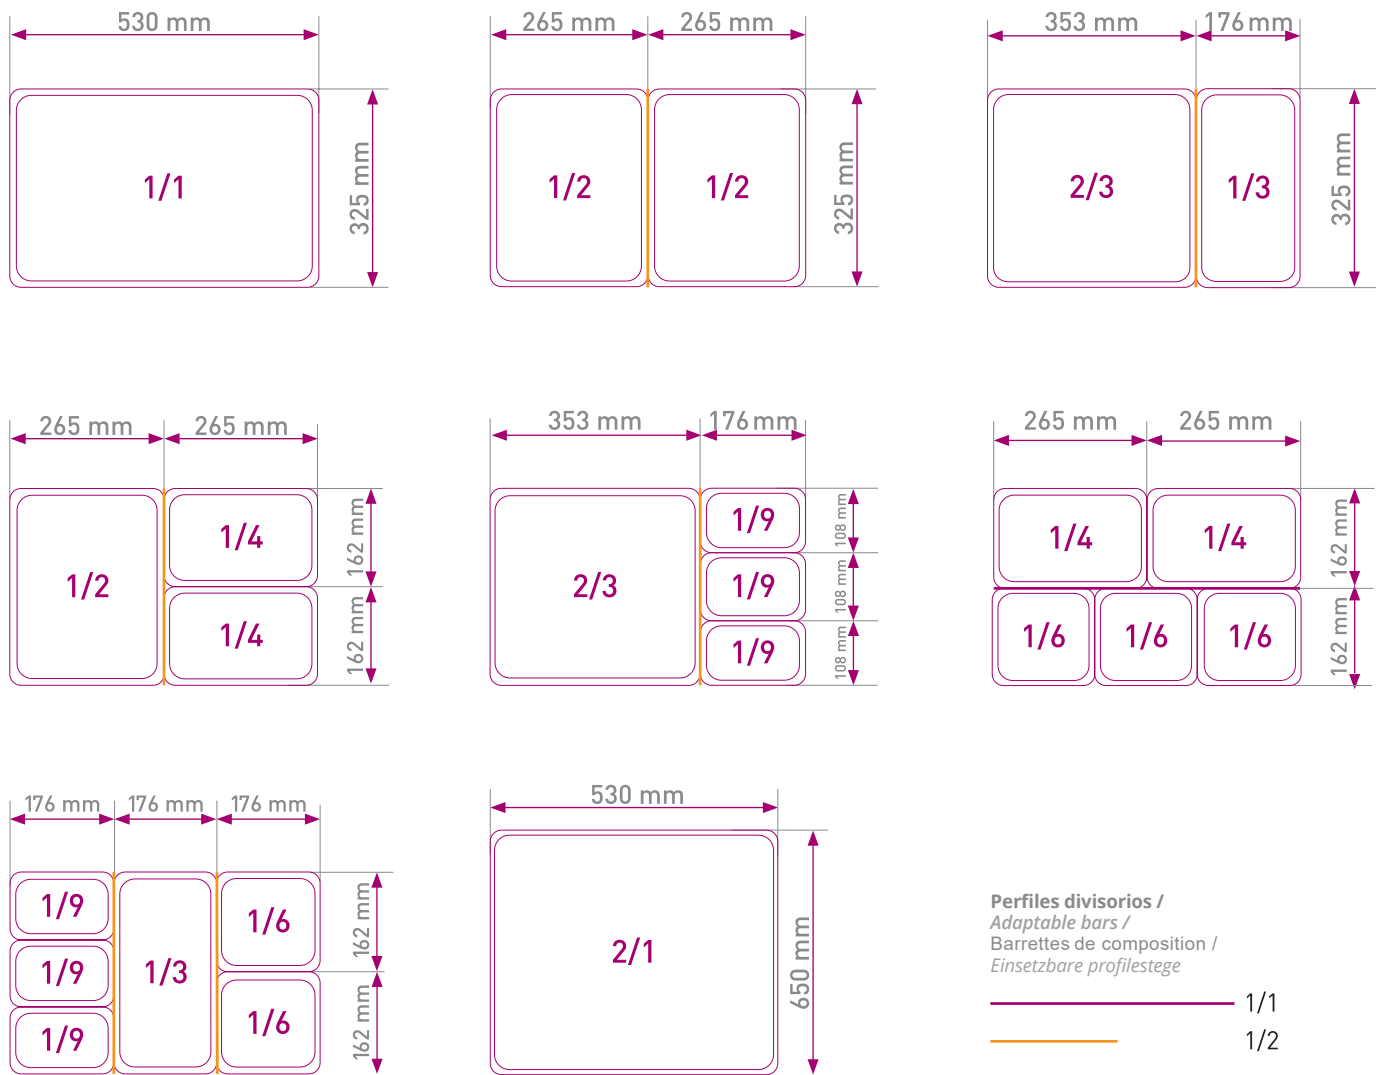 530 mm
1/1
325 mm
265 mm 265 mm
1/2 1/2
325 mm
353 mm 176 mm
2/3 1/3
325 mm
265 mm 265 mm
1/2
1/4
1/4
162 mm
162 mm
353 mm 176 mm
2/3
1/9
1/9
1/9
108 mm
108 mm
108 mm
265 mm 265 mm
1/4 1/4
1/6 1/6 1/6
162 mm
162 mm
176 mm 176 mm 176 mm
1/9
1/9
1/9
1/3
1/6
1/6
162 mm
162 mm
530 mm
2/1
650 mm
Perfiles divisorios /
Adaptable bars /
Barrettes de composition /
Einsetzbare profilestege
1/1
1/2